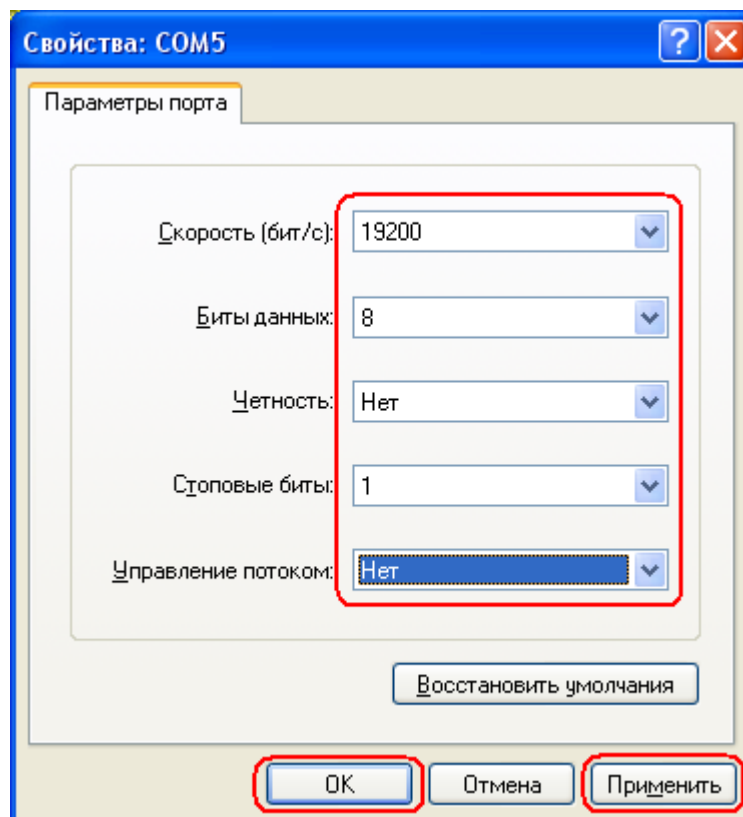 Свойства: COM5
Параметры порта
Скорость (бит/с): 19200
Биты данных: 8
Четность: Нет
Стоповые биты: 1
Управление потоком: Нет
Восстановить умолчания
OK Отмена Применить